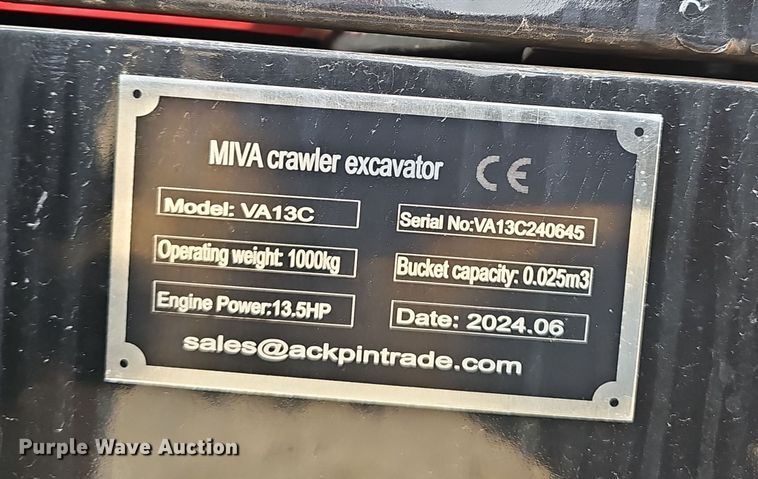 MIVA crawler excavator CE
Model: VA13C
Serial No:VA13C240645
Operating weight: 1000kg
Bucket capacity: 0.025m3
Engine Power:13.5HP
Date: 2024.06
sales@ackpintrade.com
Purple Wave Auction